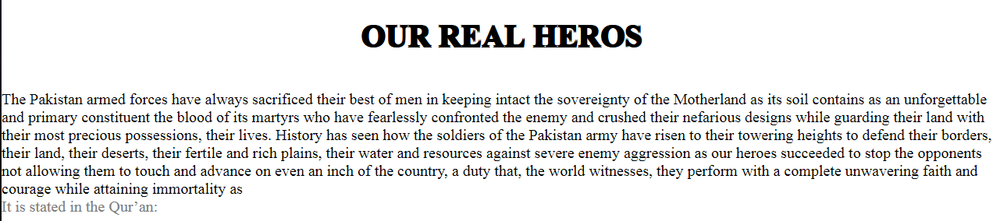 OUR REAL HEROS
The Pakistan armed forces have always sacrificed their best of men in keeping intact the sovereignty of the Motherland as its soil contains as an unforgettable
and primary constituent the blood of its martyrs who have fearlessly confronted the enemy and crushed their nefarious designs while guarding their land with
their most precious possessions, their lives. History has seen how the soldiers of the Pakistan army have risen to their towering heights to defend their borders,
their land, their deserts, their fertile and rich plains, their water and resources against severe enemy aggression as our heroes succeeded to stop the opponents
not allowing them to touch and advance on even an inch of the country, a duty that, the world witnesses, they perform with a complete unwavering faith and
courage while attaining immortality as
It is stated in the Qur’an: